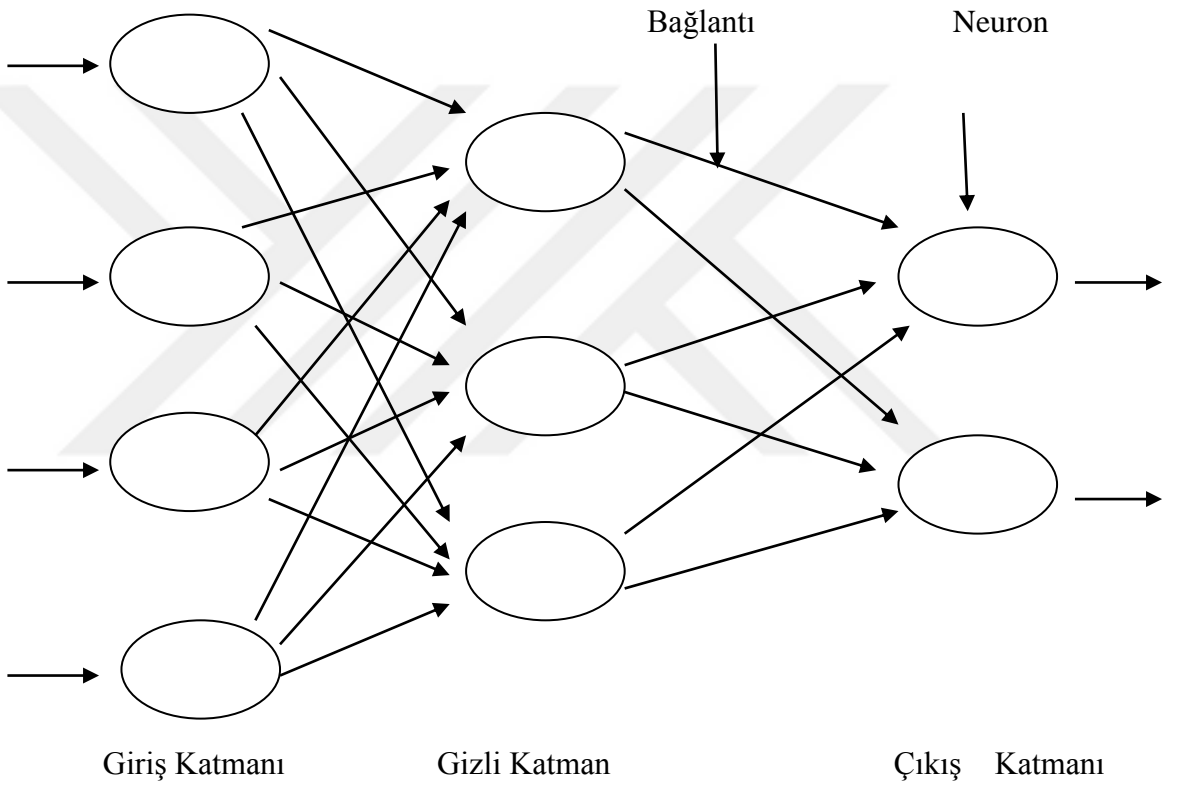 Bağlantı
Neuron
Giriş Katmanı
Gizli Katman
Çıkış Katmanı